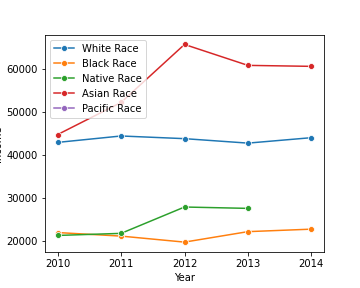 White Race
Black Race
Native Race
Asian Race
Pacific Race
60000
50000
40000
30000
20000
2010
2011
2012
2013
2014
Year